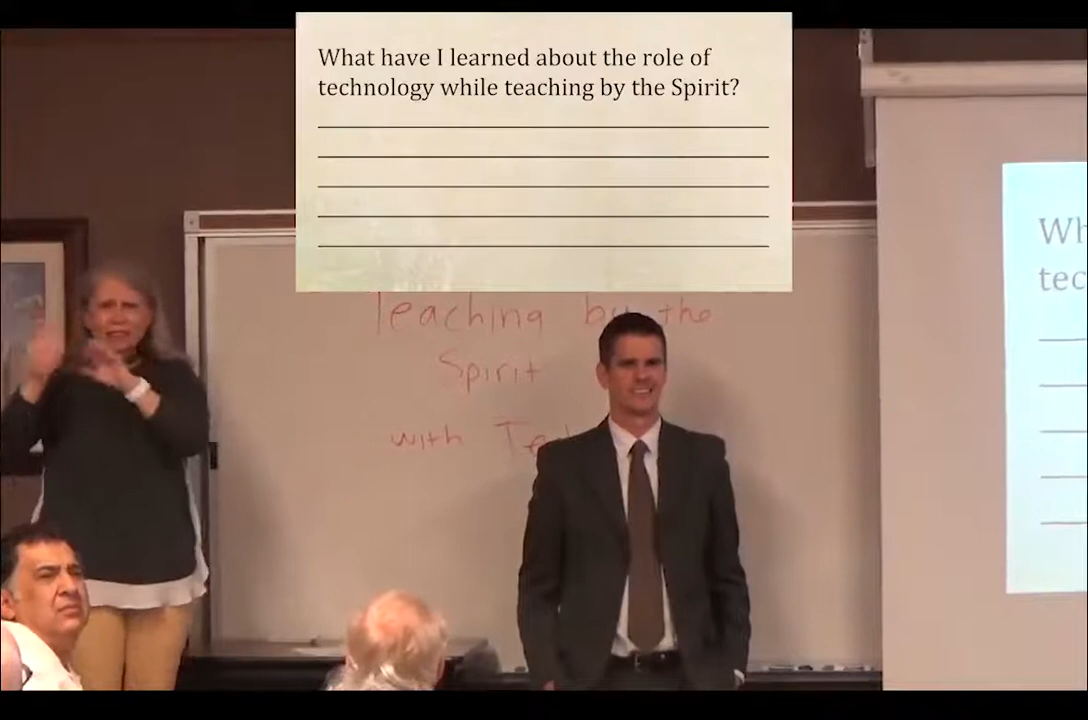 What have I learned about the role of
technology while teaching by the Spirit?
Teaching by the
Spirit
with
Wh
tec